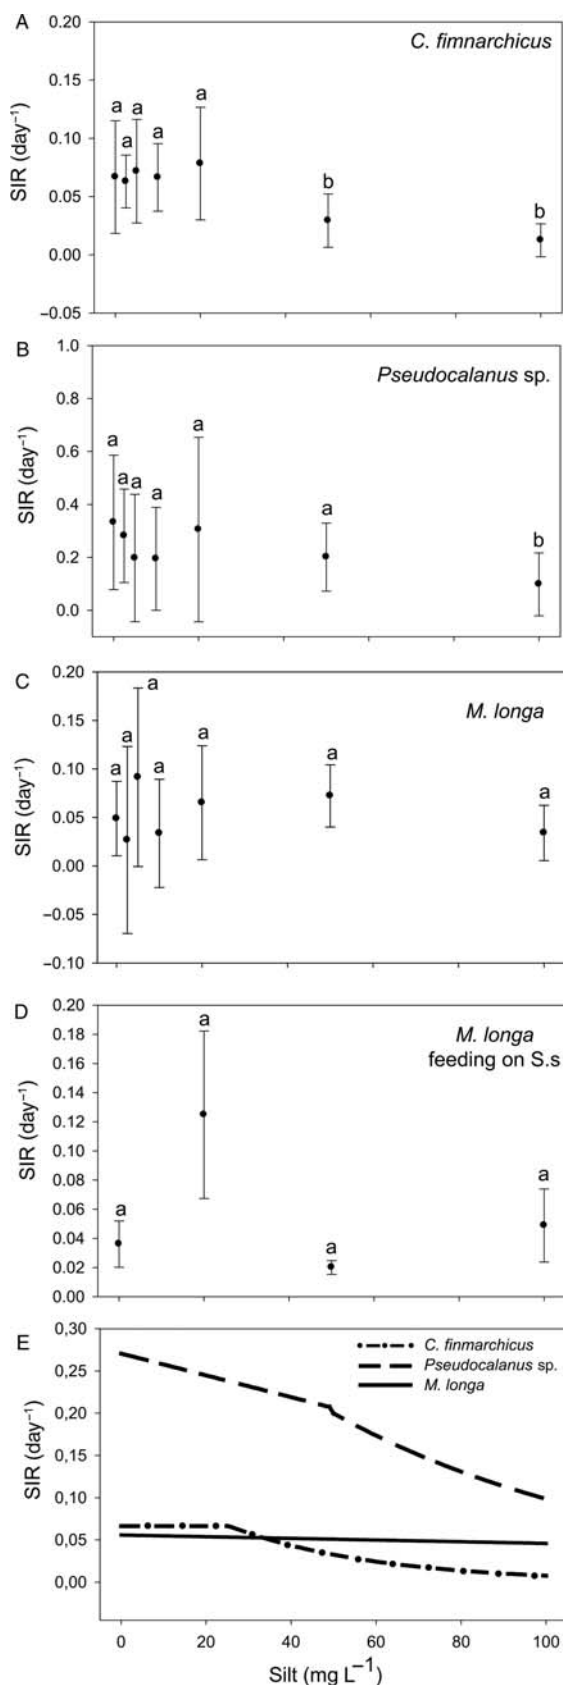 A
0.20
C. fimnarchicus
0.15
a a a a a
0.10
SIR (day⁻¹)
0.05
b b
0.00
−0.05
B
1.0
Pseudocalanus sp.
0.8
a a a a a a
0.6
SIR (day⁻¹)
0.4
0.2
b
0.0
C
0.20
M. longa
0.15
a a a a a a a
0.10
SIR (day⁻¹)
0.05
0.00
−0.05
−0.10
D
0.20
M. longa
feeding on S.s
0.18
0.16
a a a a
0.14
0.12
SIR (day⁻¹)
0.10
0.08
0.06
0.04
0.02
0.00
E
0.30
C. finmarchicus
Pseudocalanus sp.
M. longa
0.25
0.20
SIR (day⁻¹)
0.15
0.10
0.05
0.00
0 20 40 60 80 100
Silt (mg L⁻¹)